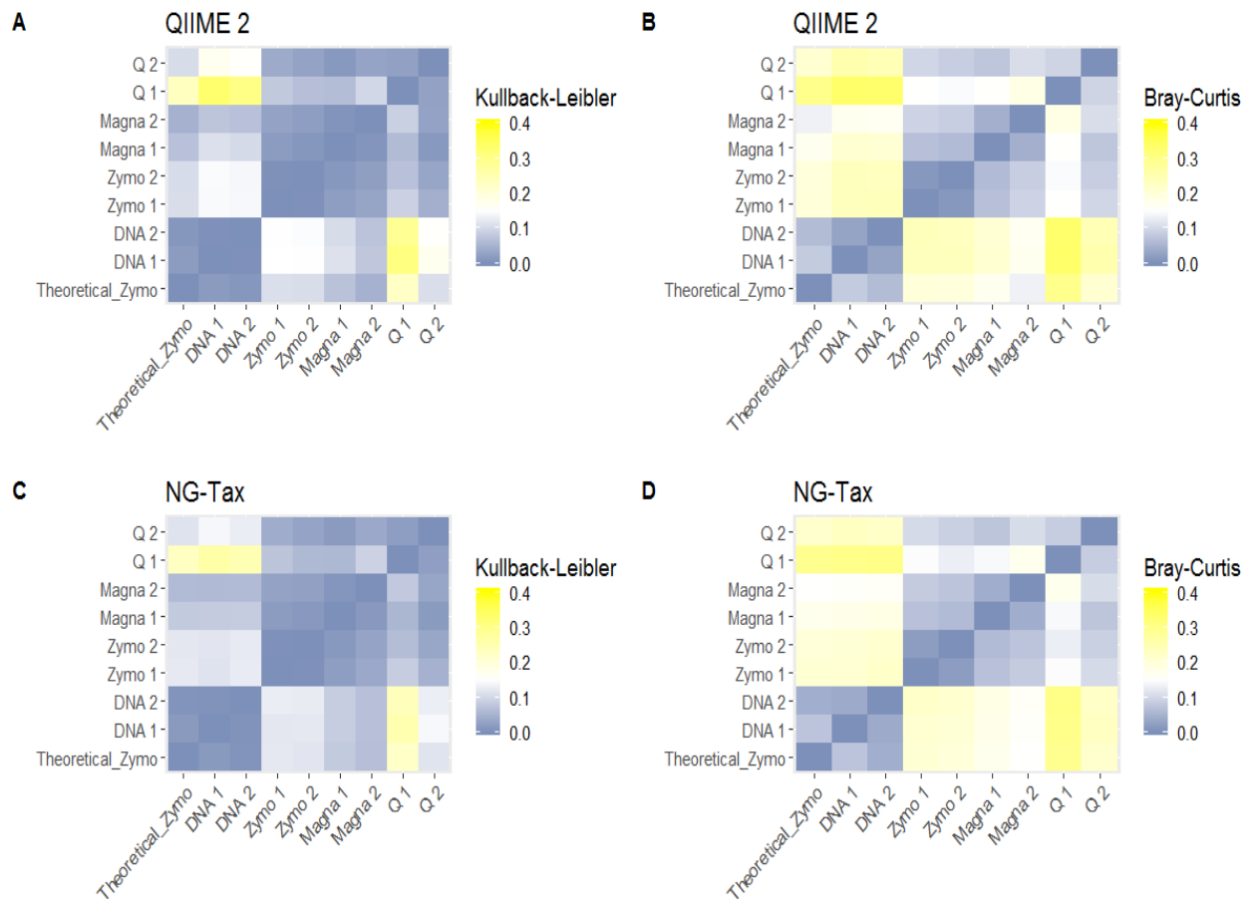 A
QIIME 2
Q 2
Q 1
Magna 2
Magna 1
Zymo 2
Zymo 1
DNA 2
DNA 1
Theoretical_Zymo
Theoretical_Zymo
DNA 1
DNA 2
Zymo 1
Zymo 2
Magna 1
Magna 2
Q 1
Q 2
Kullback-Leibler
0.4
0.3
0.2
0.1
0.0
B
QIIME 2
Q 2
Q 1
Magna 2
Magna 1
Zymo 2
Zymo 1
DNA 2
DNA 1
Theoretical_Zymo
Theoretical_Zymo
DNA 1
DNA 2
Zymo 1
Zymo 2
Magna 1
Magna 2
Q 1
Q 2
Bray-Curtis
0.4
0.3
0.2
0.1
0.0
C
NG-Tax
Q 2
Q 1
Magna 2
Magna 1
Zymo 2
Zymo 1
DNA 2
DNA 1
Theoretical_Zymo
Theoretical_Zymo
DNA 1
DNA 2
Zymo 1
Zymo 2
Magna 1
Magna 2
Q 1
Q 2
Kullback-Leibler
0.4
0.3
0.2
0.1
0.0
D
NG-Tax
Q 2
Q 1
Magna 2
Magna 1
Zymo 2
Zymo 1
DNA 2
DNA 1
Theoretical_Zymo
Theoretical_Zymo
DNA 1
DNA 2
Zymo 1
Zymo 2
Magna 1
Magna 2
Q 1
Q 2
Bray-Curtis
0.4
0.3
0.2
0.1
0.0